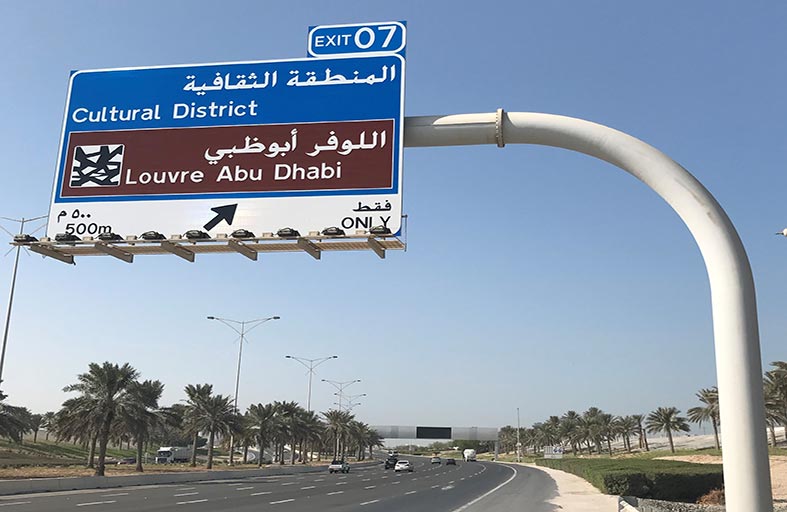 EXIT 07
المنطقة الثقافية
Cultural District
اللوفر أبوظبي
Louvre Abu Dhabi
٥٠٠ م
فقط
500m
ONLY